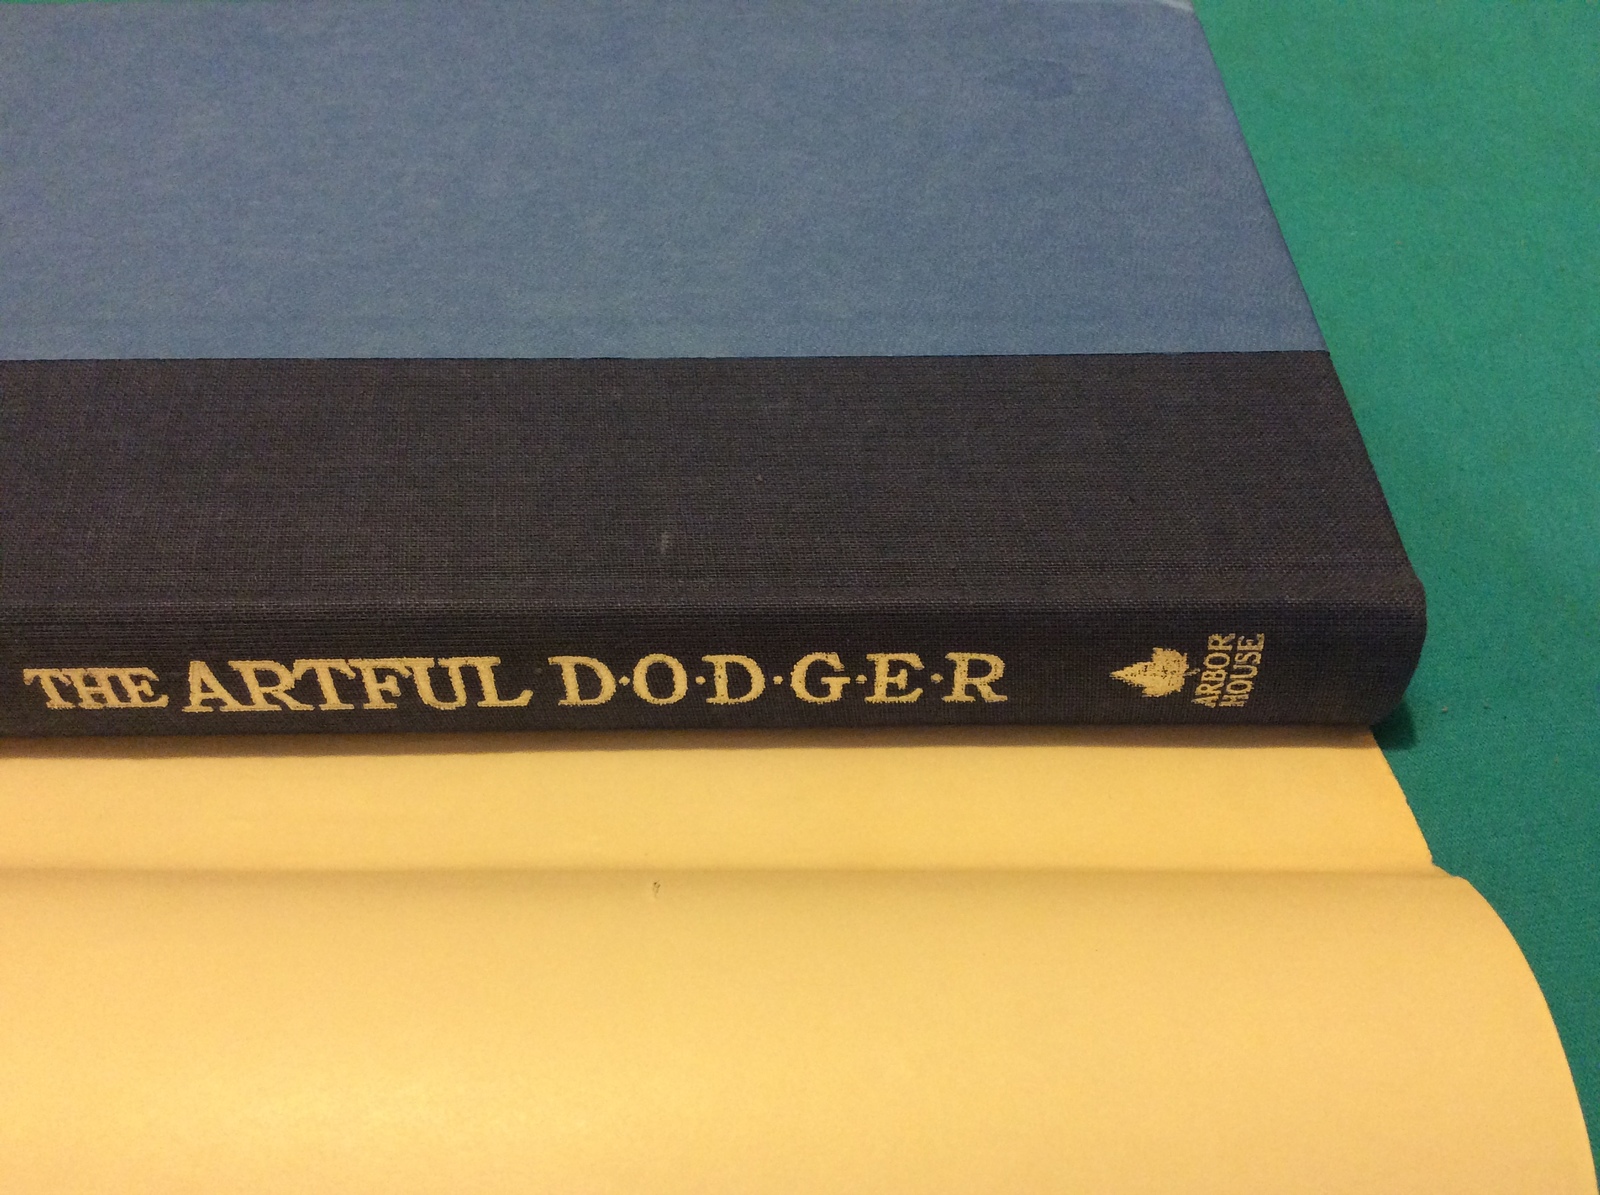 THE ARTFUL D·O·D·G·E·R
ARBOR
HOUSE